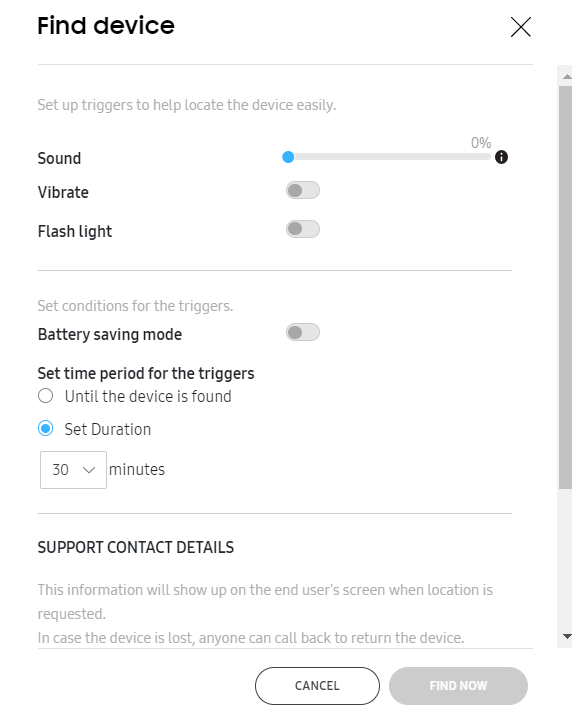 Find device
Set up triggers to help locate the device easily.
0%
Sound
Vibrate
Flash light
Set conditions for the triggers.
Battery saving mode
Set time period for the triggers
Until the device is found
Set Duration
30 minutes
SUPPORT CONTACT DETAILS
This information will show up on the end user's screen when location is
requested.
In case the device is lost, anyone can call back to return the device.
CANCEL
FIND NOW